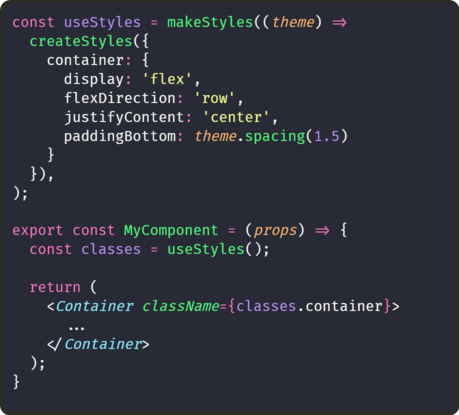 const useStyles = makeStyles((theme) =>
  createStyles({
    container: {
      display: 'flex',
      flexDirection: 'row',
      justifyContent: 'center',
      paddingBottom: theme.spacing(1.5)
    }
  }),
);

export const MyComponent = (props) => {
  const classes = useStyles();

  return (
    <Container className={classes.container}>
      ...
    </Container>
  );
}